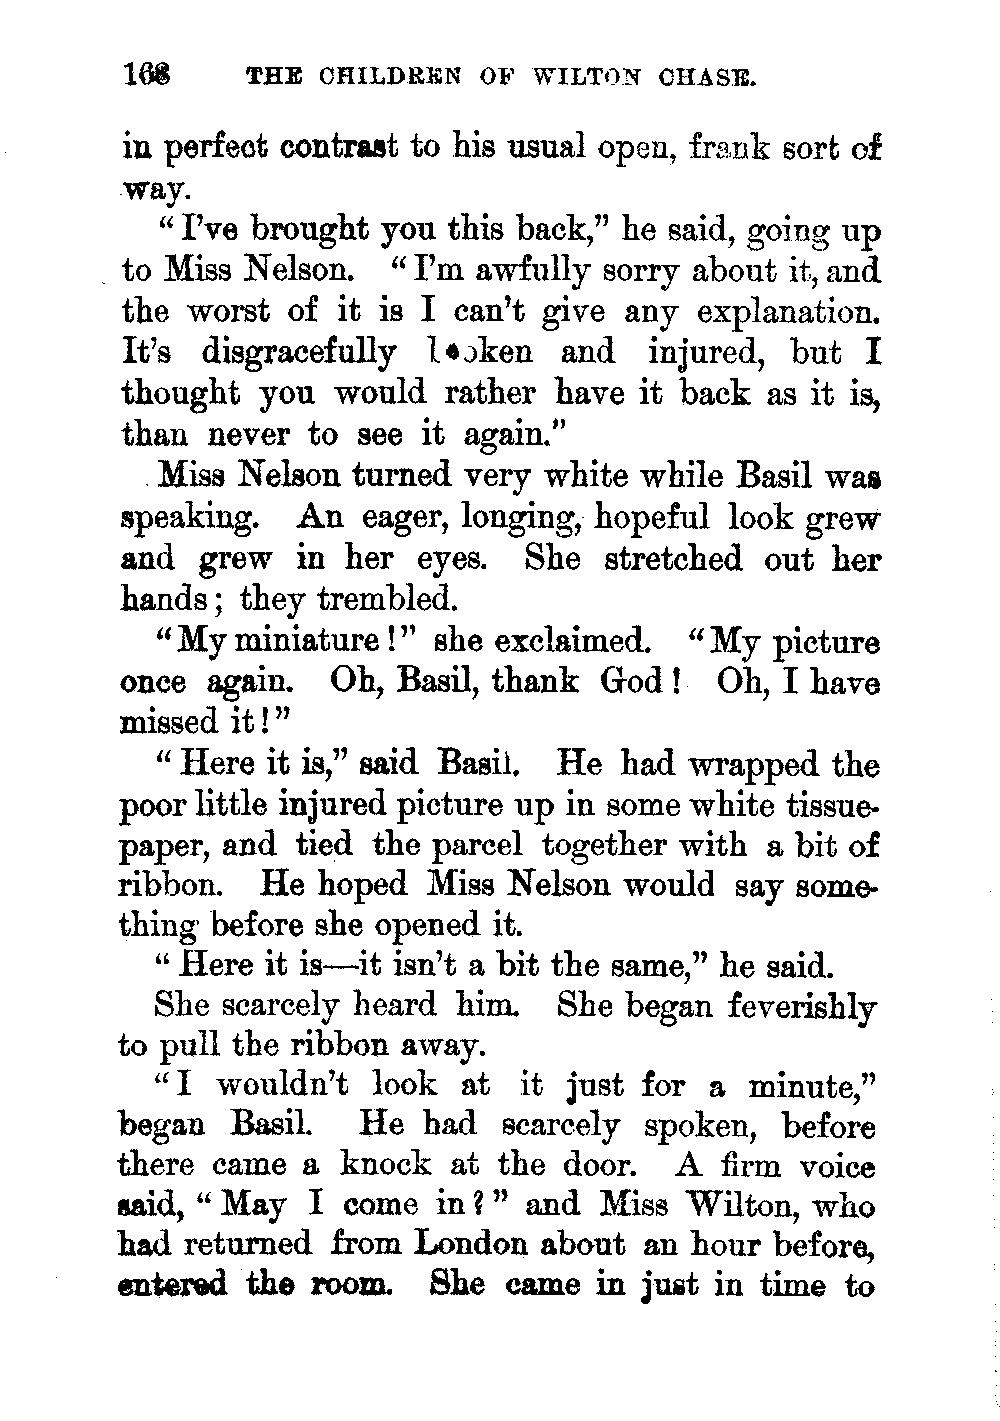 168 THE CHILDREN OF WILTON CHASE.
in perfect contrast to his usual open, frank sort of
way.
“I’ve brought you this back,” he said, going up
to Miss Nelson. “I’m awfully sorry about it, and
the worst of it is I can’t give any explanation.
It’s disgracefully and injured, but I
thought you would rather have it back as it is,
than never to see it again.”
Miss Nelson turned very white while Basil was
speaking. An eager, longing, hopeful look grew
and grew in her eyes. She stretched out her
hands; they trembled.
“My miniature!” she exclaimed. “My picture
once again. Oh, Basil, thank God! Oh, I have
missed it!”
“Here it is,” said Basil. He had wrapped the
poor little injured picture up in some white tissue-
paper, and tied the parcel together with a bit of
ribbon. He hoped Miss Nelson would say some-
thing before she opened it.
“Here it is—it isn’t a bit the same,” he said.
She scarcely heard him. She began feverishly
to pull the ribbon away.
“I wouldn’t look at it just for a minute,”
began Basil. He had scarcely spoken, before
there came a knock at the door. A firm voice
said, “May I come in?” and Miss Wilton, who
had returned from London about an hour before,
entered the room. She came in just in time to